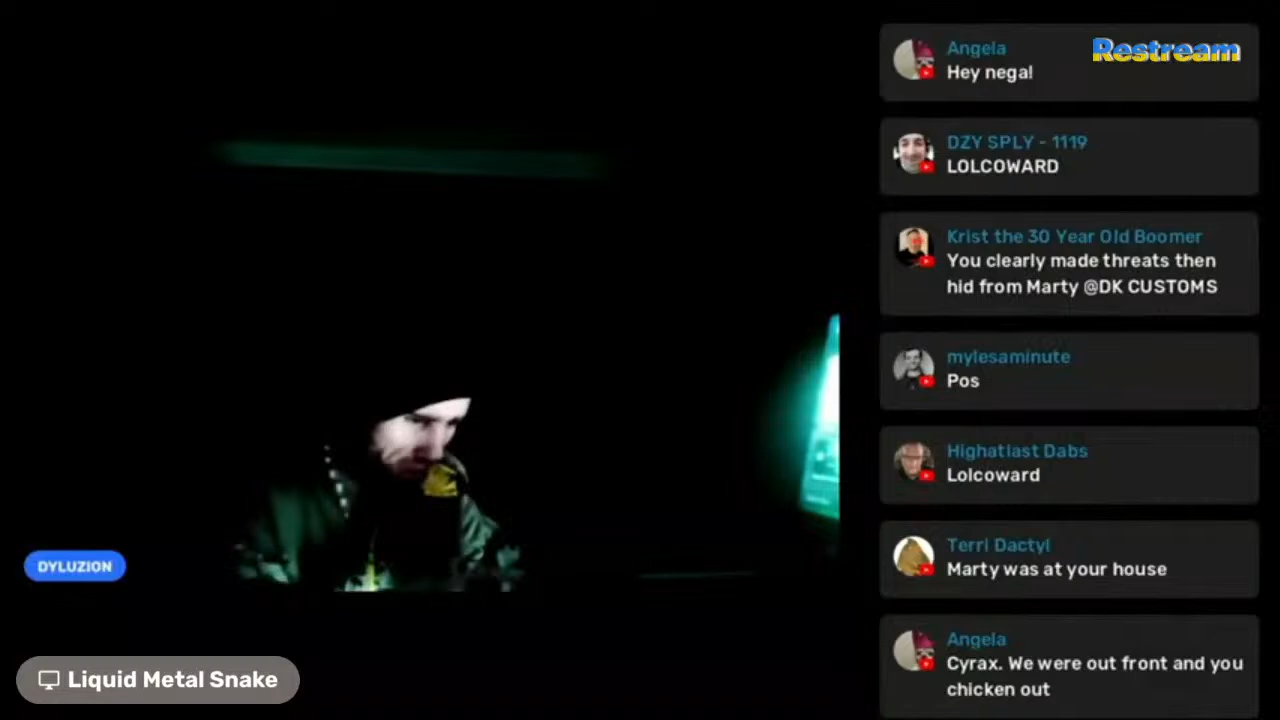 Restream
Angela
Hey nega!
DZY SPLY - 1119
LOLCOWARD
Krist the 30 Year Old Boomer
You clearly made threats then
hid from Marty @DK CUSTOMS
mylesaminute
Pos
Highatlast Dabs
Lolcoward
Terri Dactyl
Marty was at your house
Angela
Cyrax. We were out front and you
chicken out
DYLUZION
Liquid Metal Snake